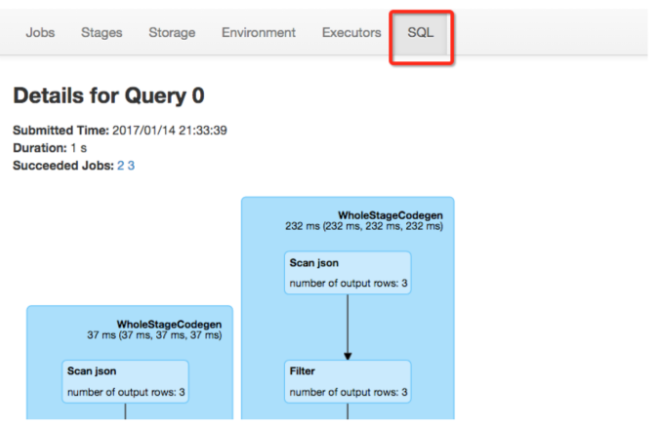 Jobs Stages Storage Environment Executors SQL
Details for Query 0
Submitted Time: 2017/01/14 21:33:39
Duration: 1 s
Succeeded Jobs: 2 3
WholeStageCodegen
232 ms (232 ms, 232 ms, 232 ms)
Scan json
number of output rows: 3
WholeStageCodegen
37 ms (37 ms, 37 ms, 37 ms)
Scan json
number of output rows: 3
Filter
number of output rows: 3